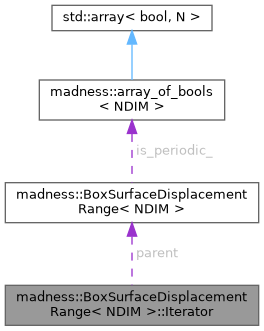 std::array< bool, N >
madness::array_of_bools
< NDIM >
is_periodic_
madness::BoxSurfaceDisplacement
Range< NDIM >
parent
madness::BoxSurfaceDisplacement
Range< NDIM >::Iterator